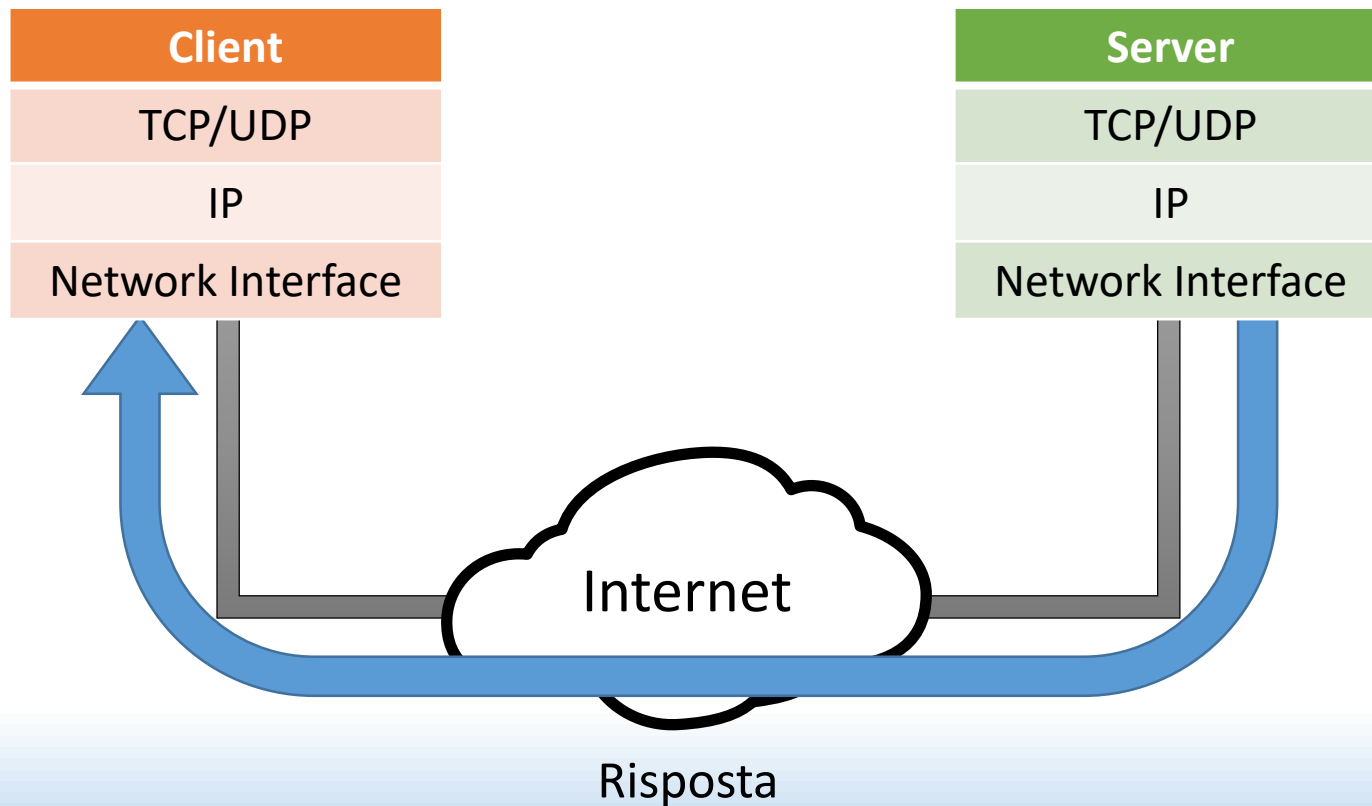 Client
TCP/UDP
IP
Network Interface
Server
TCP/UDP
IP
Network Interface
Internet
Risposta